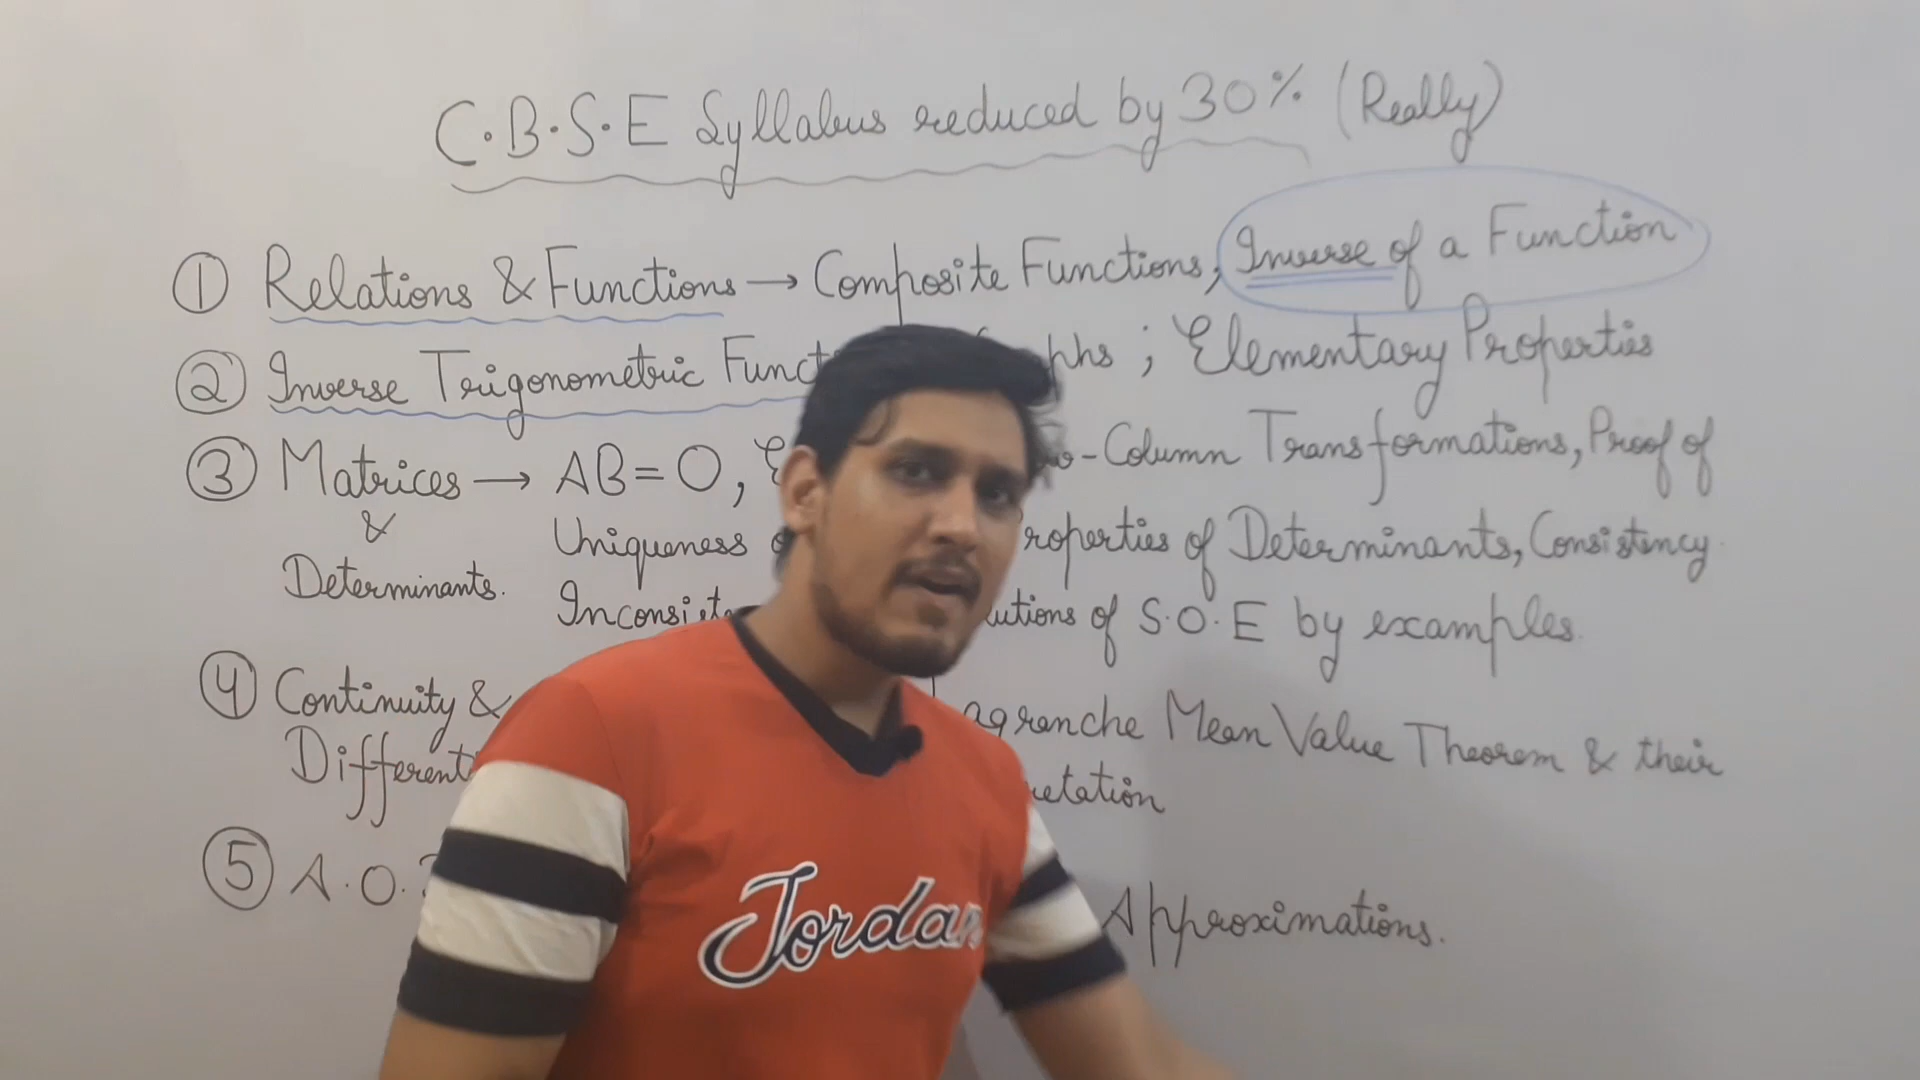 C.B.S.E Syllabus reduced by 30% (Really)
① Relations & Functions → Composite Functions, Inverse of a Function
② Inverse Trigonometric Funct phs ; Elementary Properties
③ Matrices → AB = O, -Column Transformations, Proof of
&
Uniqueness roperties of Determinants, Consistency
Determinants. Inconsist utions of S.O.E by examples.
④ Continuity & agranche Mean Value Theorem & their
Different etation
⑤ A.O. Approximations.
Jordan